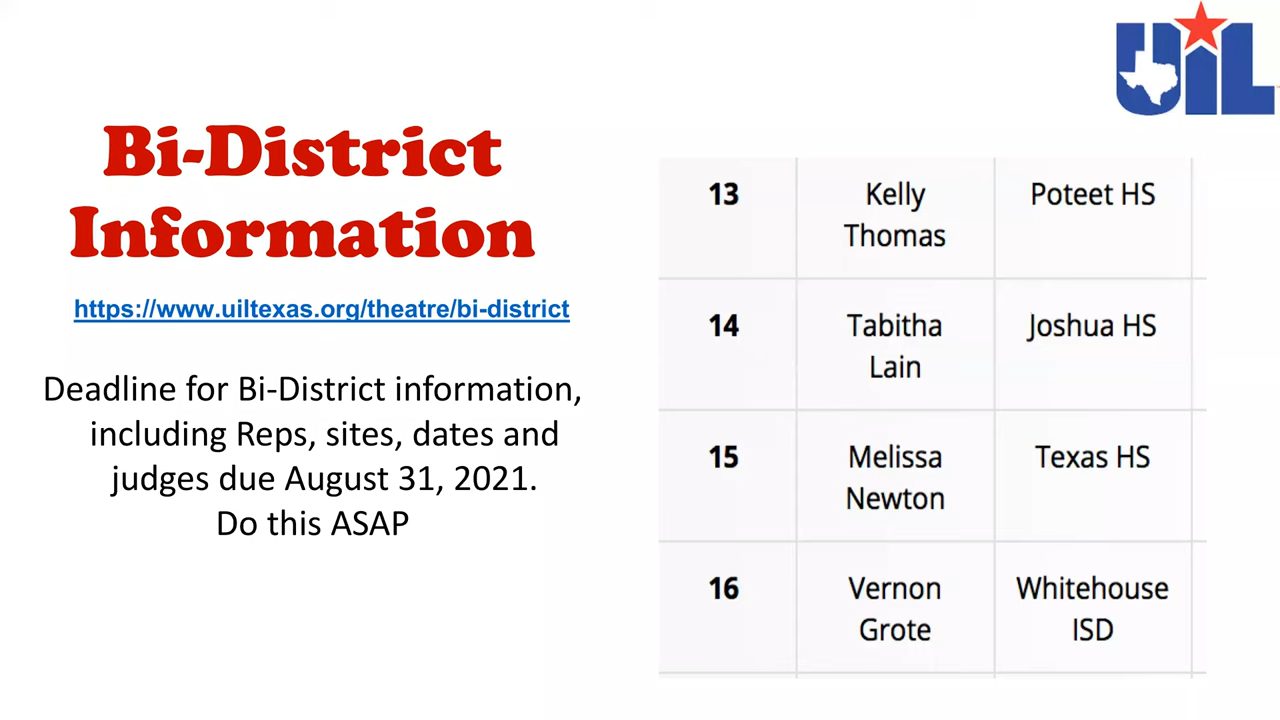 UIL
Bi-District
Information
https://www.uiltexas.org/theatre/bi-district
Deadline for Bi-District information,
including Reps, sites, dates and
judges due August 31, 2021.
Do this ASAP
13 Kelly Poteet HS
Thomas
14 Tabitha Joshua HS
Lain
15 Melissa Texas HS
Newton
16 Vernon Whitehouse
Grote ISD